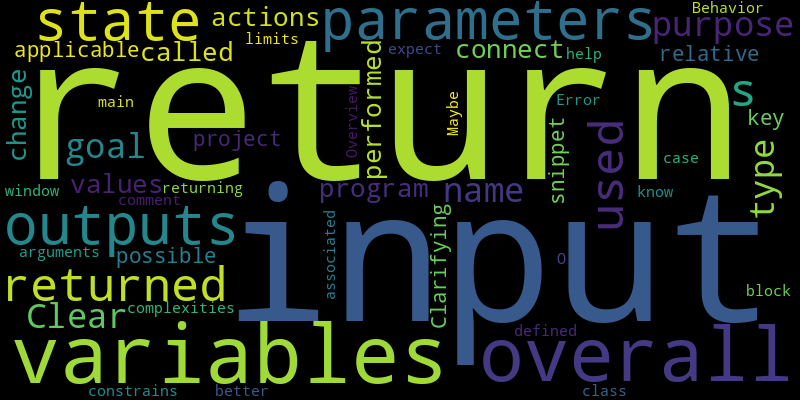 state
actions
parameters
Behavior
purpose
applicable
called
limits
expect
connect
help
relative
return
s
change
main
performed
Overview
Maybe
Error
key
goal
project
snippet
used
case
type
window
values
returning
comment
program
name
know
outputs
input
arguments
possible
associated
Clarifying
O
returned
Clear
complexities
block
variables
defined
overall
constrains
better
class